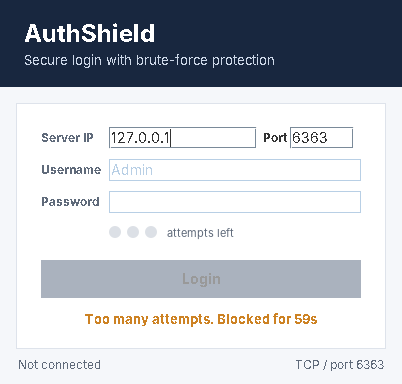 AuthShield
Secure login with brute-force protection
Server IP 127.0.0.1 Port 6363
Username Admin
Password
attempts left
Login
Too many attempts. Blocked for 59s
Not connected TCP / port 6363